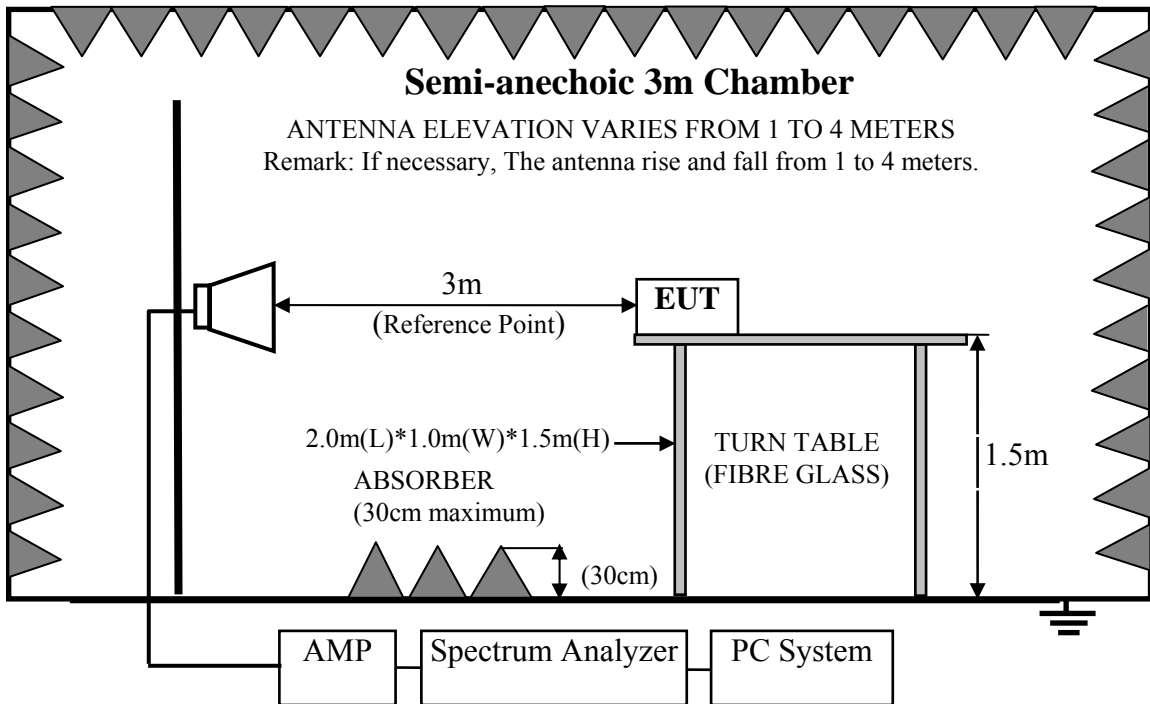 Semi-anechoic 3m Chamber
ANTENNA ELEVATION VARIES FROM 1 TO 4 METERS
Remark: If necessary, The antenna rise and fall from 1 to 4 meters.
3m
(Reference Point)
EUT
2.0m(L)*1.0m(W)*1.5m(H)
TURN TABLE
(FIBRE GLASS)
1.5m
ABSORBER
(30cm maximum)
(30cm)
AMP
Spectrum Analyzer
PC System